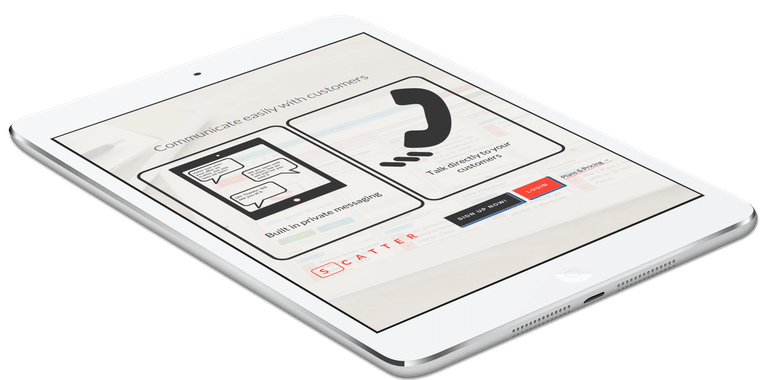 Communicate easily with customers
Built in private messaging
Talk directly to your
customers
SCATTER
SIGN UP NOW!
LOGIN
Plans & Pricing